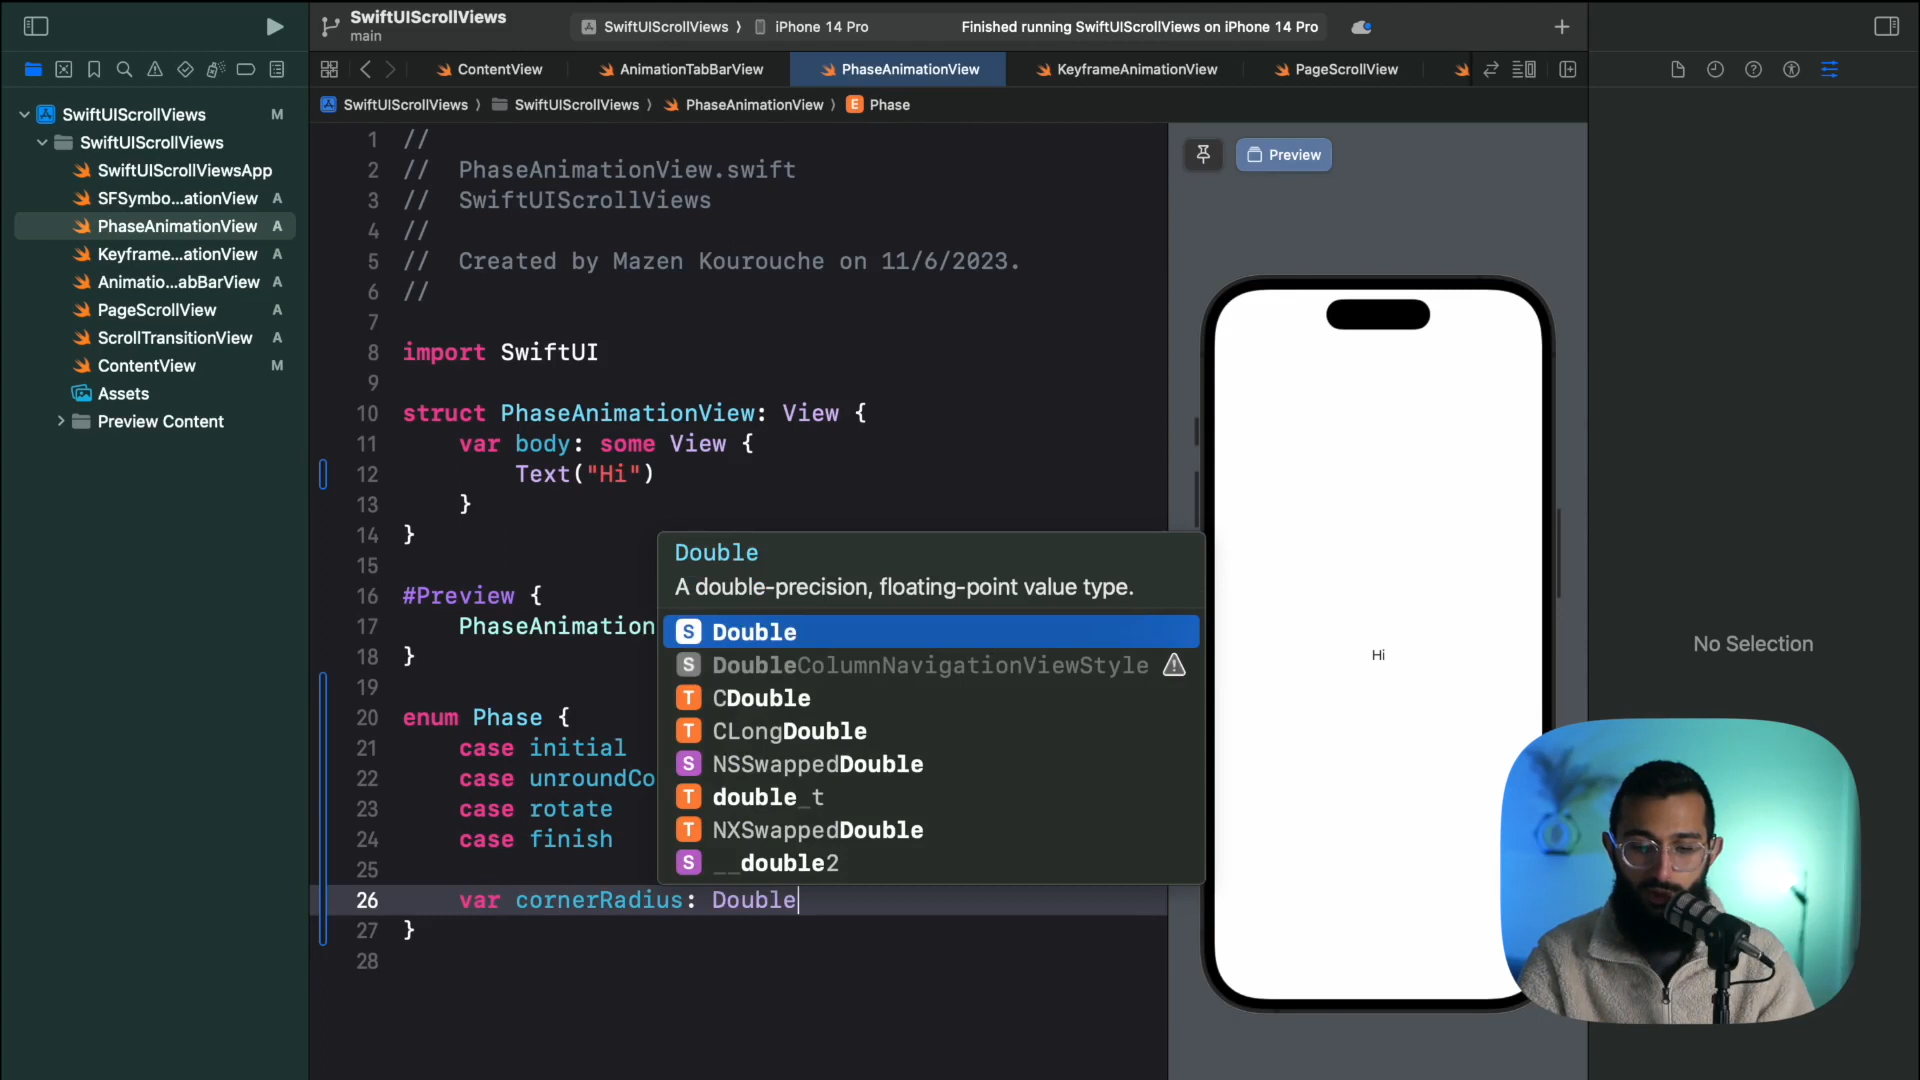 SwiftUIScrollViews
main
SwiftUIScrollViews 〉 iPhone 14 Pro
Finished running SwiftUIScrollViews on iPhone 14 Pro
ContentView
AnimationTabBarView
PhaseAnimationView
KeyframeAnimationView
PageScrollView
SwiftUIScrollViews 〉 SwiftUIScrollViews 〉 PhaseAnimationView 〉 E Phase
SwiftUIScrollViews M
SwiftUIScrollViews
SwiftUIScrollViewsApp
SFSymbo...ationView A
PhaseAnimationView A
Keyframe...ationView A
Animatio...abBarView A
PageScrollView A
ScrollTransitionView A
ContentView M
Assets
Preview Content
1 //
2 //  PhaseAnimationView.swift
3 //  SwiftUIScrollViews
4 //
5 //  Created by Mazen Kourouche on 11/6/2023.
6 //
7
8 import SwiftUI
9
10 struct PhaseAnimationView: View {
11     var body: some View {
12         Text("Hi")
13     }
14 }
15
16 #Preview {
17     PhaseAnimation
18 }
19
20 enum Phase {
21     case initial
22     case unroundCo
23     case rotate
24     case finish
25
26     var cornerRadius: Double
27 }
28
Double
A double-precision, floating-point value type.
S Double
S DoubleColumnNavigationViewStyle
T CDouble
T CLongDouble
S NSSwappedDouble
T double_t
T NXSwappedDouble
S __double2
Preview
Hi
No Selection